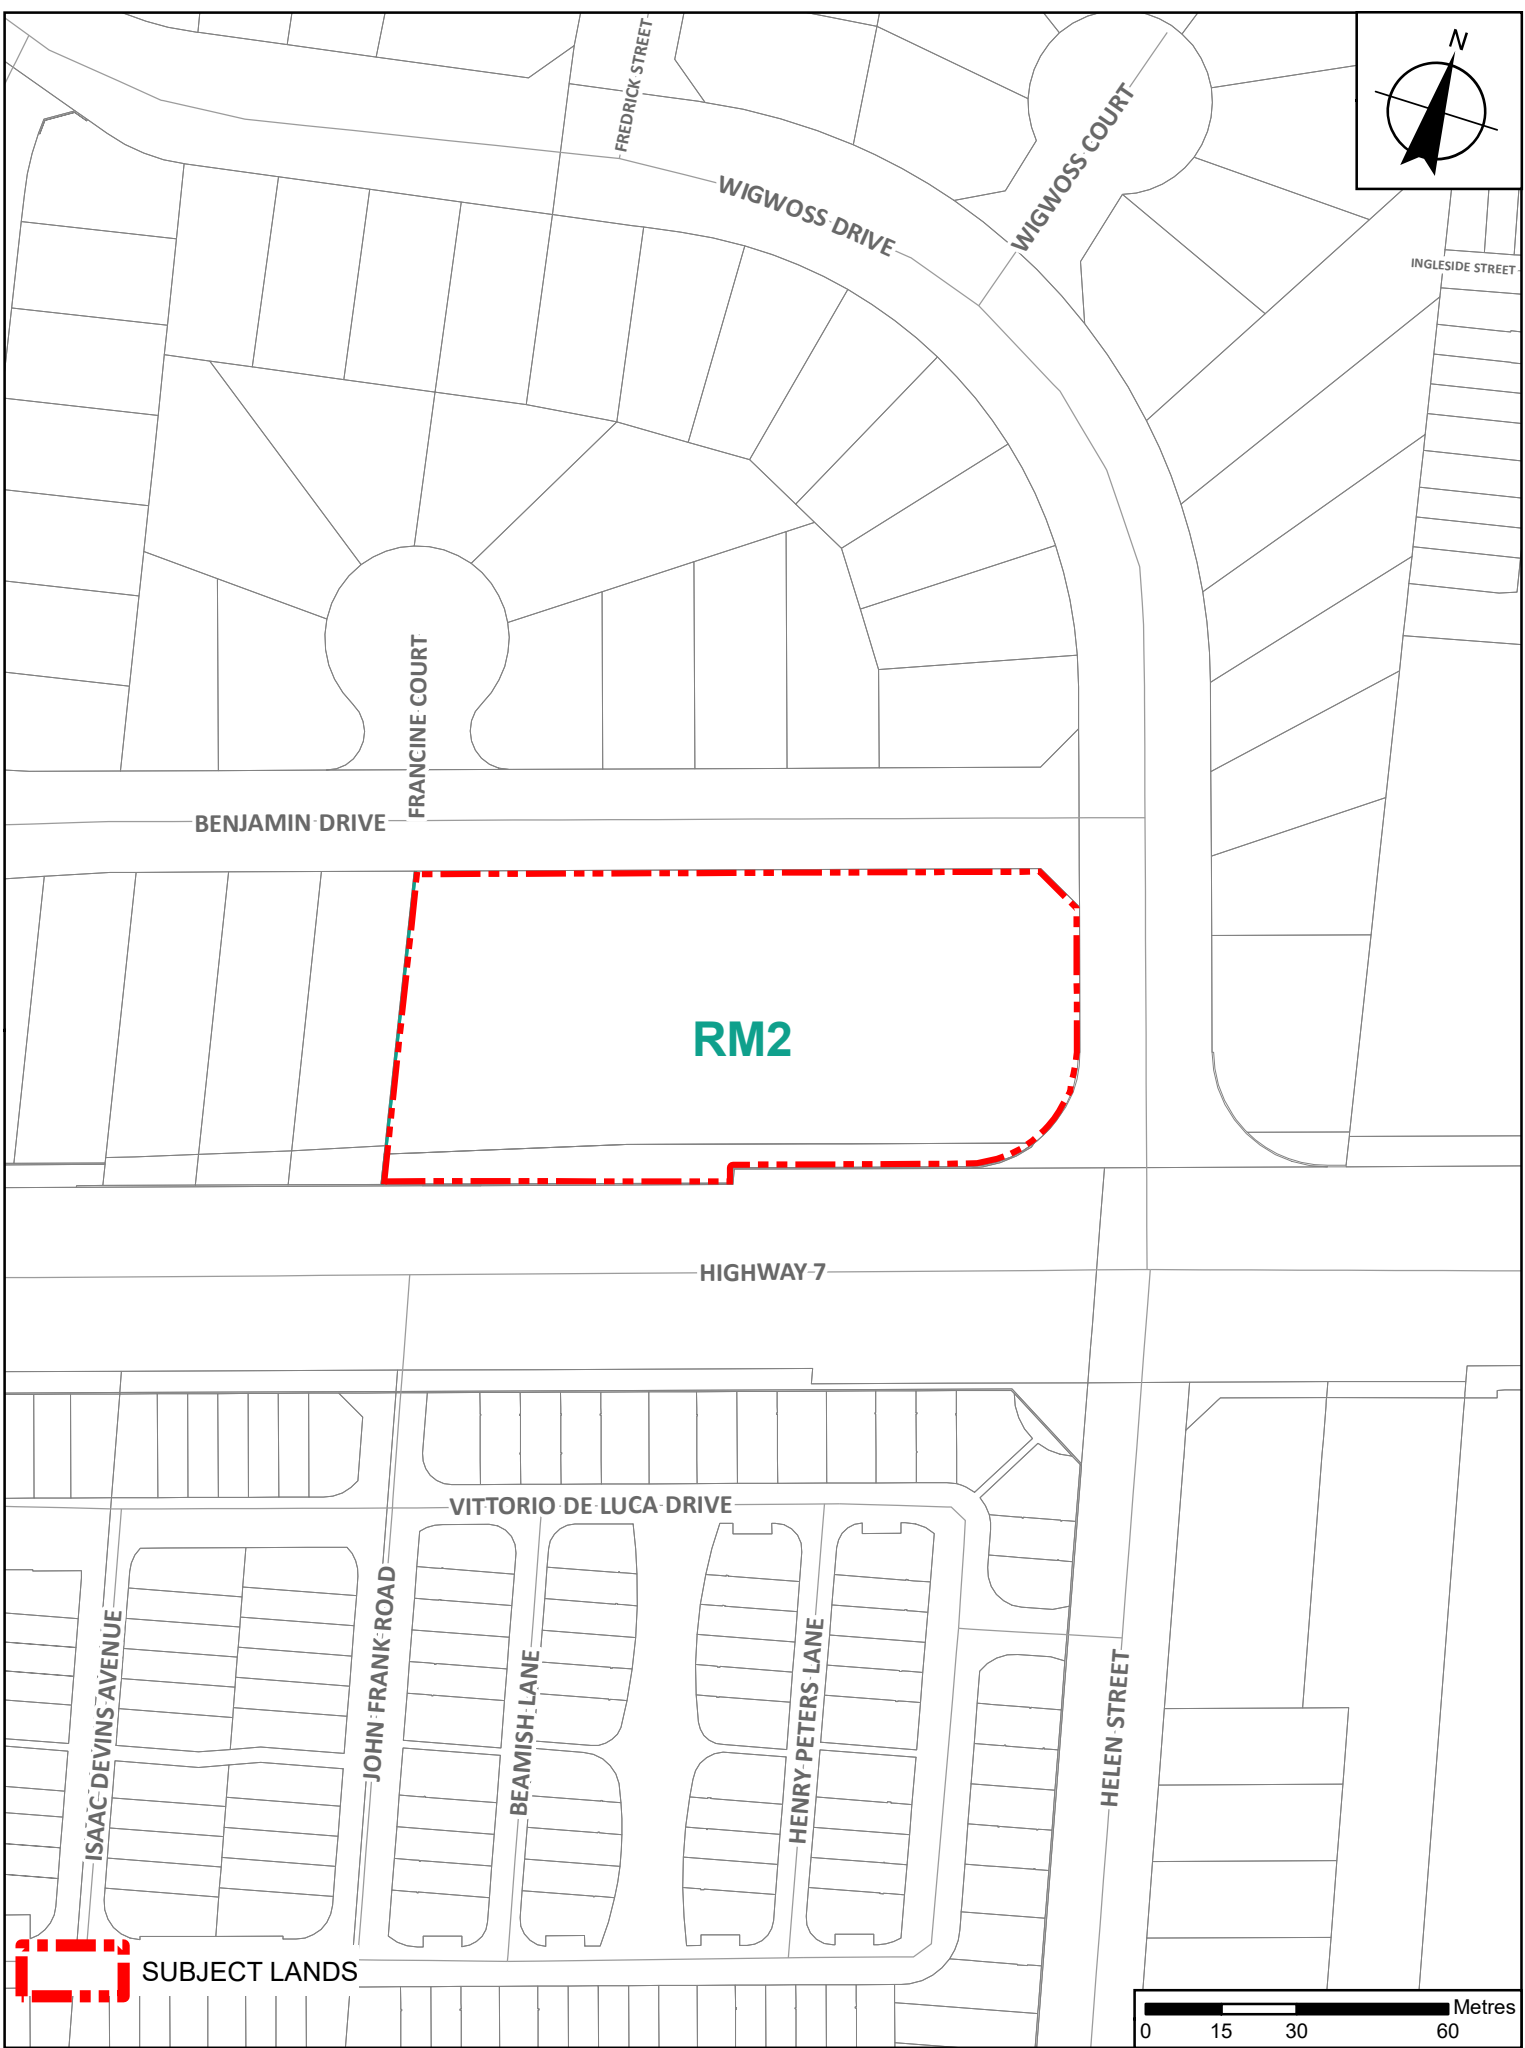 N
FREDRICK STREET
WIGWOSS DRIVE
WIGWOSS COURT
INGLESIDE STREET
FRANCINE COURT
BENJAMIN DRIVE
RM2
HIGHWAY 7
VITTORIO DE LUCA DRIVE
ISAAC DEVINS AVENUE
JOHN FRANK ROAD
BEAMISH LANE
HENRY PETERS LANE
HELEN STREET
SUBJECT LANDS
Metres
0 15 30 60